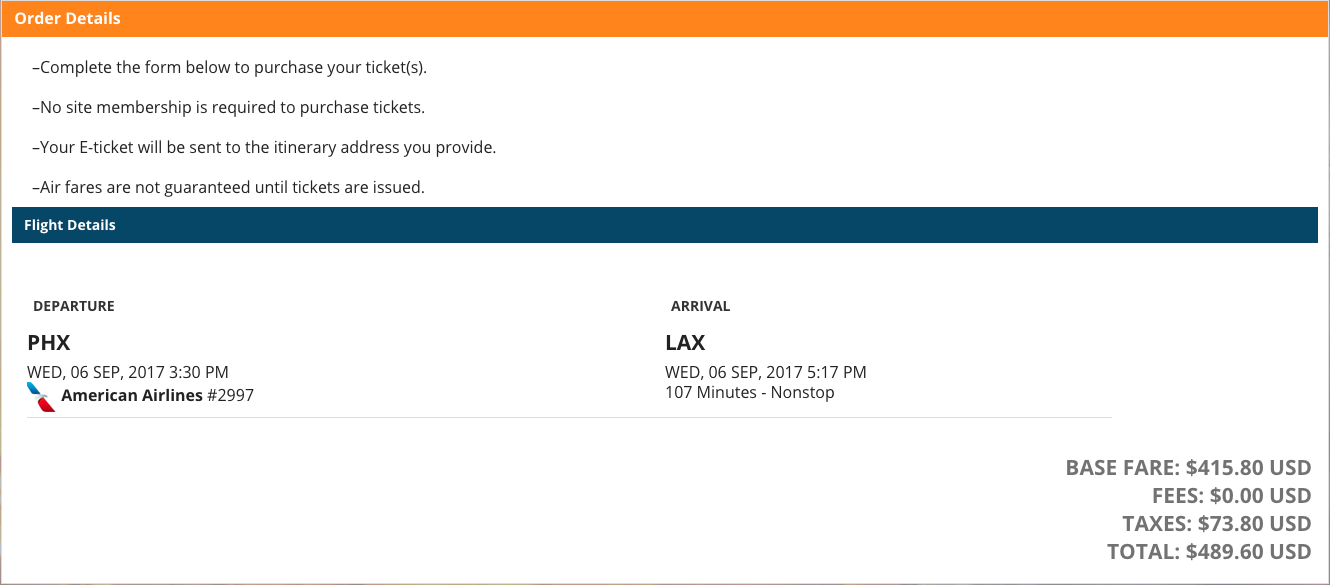 Order Details
–Complete the form below to purchase your ticket(s).
–No site membership is required to purchase tickets.
–Your E-ticket will be sent to the itinerary address you provide.
–Air fares are not guaranteed until tickets are issued.
Flight Details
DEPARTURE
PHX
WED, 06 SEP, 2017 3:30 PM
American Airlines #2997
ARRIVAL
LAX
WED, 06 SEP, 2017 5:17 PM
107 Minutes - Nonstop
BASE FARE: $415.80 USD
FEES: $0.00 USD
TAXES: $73.80 USD
TOTAL: $489.60 USD